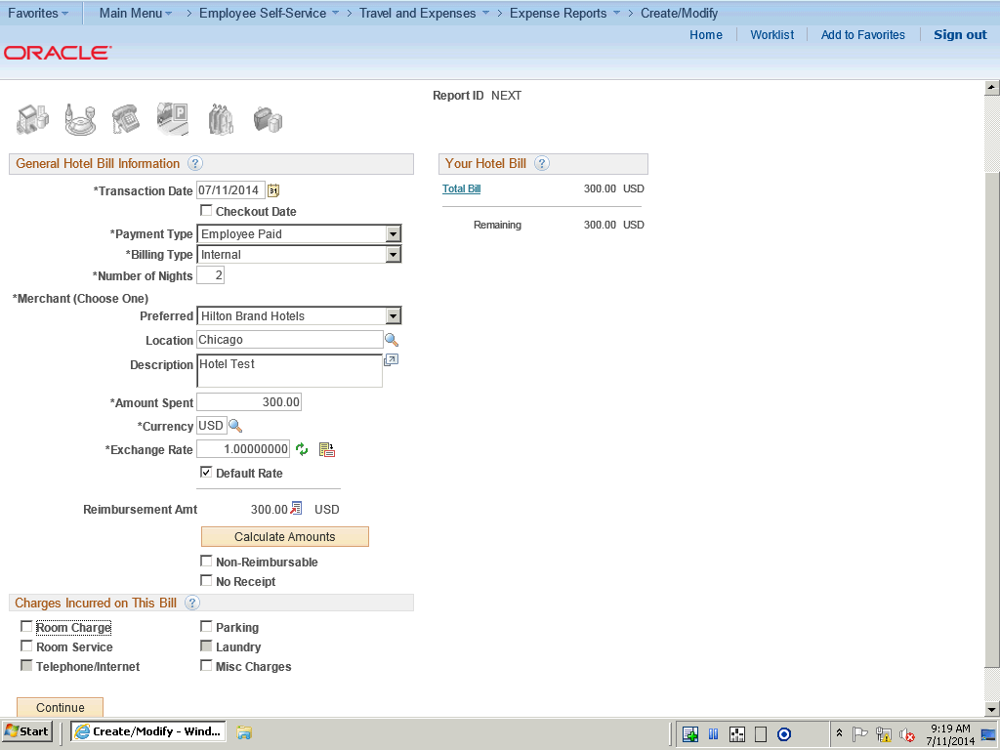 Favorites Main Menu > Employee Self-Service > Travel and Expenses > Expense Reports > Create/Modify
Home Worklist Add to Favorites Sign out
ORACLE
Report ID NEXT
General Hotel Bill Information ?
Your Hotel Bill ?
*Transaction Date 07/11/2014 31
Total Bill 300.00 USD
Checkout Date
Remaining 300.00 USD
*Payment Type Employee Paid
*Billing Type Internal
*Number of Nights 2
*Merchant (Choose One)
Preferred Hilton Brand Hotels
Location Chicago
Description Hotel Test
*Amount Spent 300.00
*Currency USD
*Exchange Rate 1.00000000
Default Rate
Reimbursement Amt 300.00 USD
Calculate Amounts
Non-Reimbursable
No Receipt
Charges Incurred on This Bill ?
Room Charge Parking
Room Service Laundry
Telephone/Internet Misc Charges
Continue
Start Create/Modify - Wind... 9:19 AM
7/11/2014